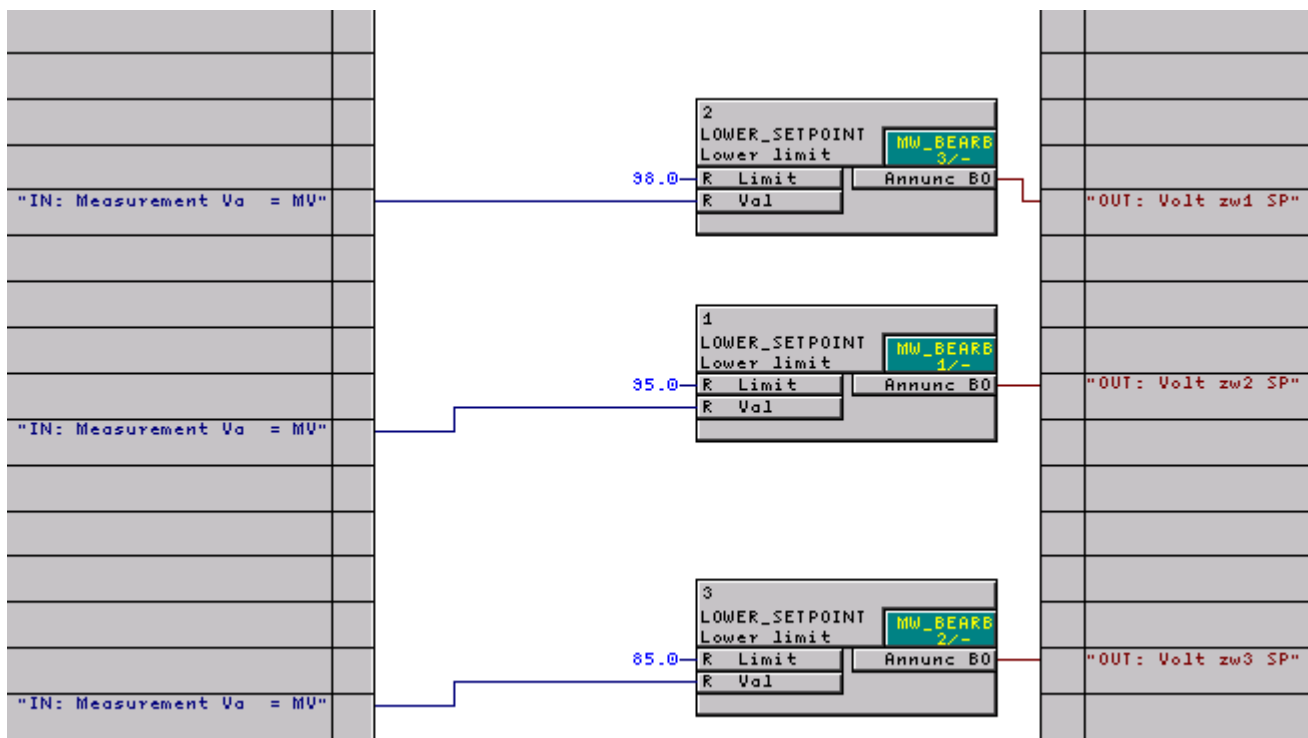 2
LOWER_SETPOINT
Lower limit
MW_BEARB
3/-
98.0
R Limit
Annunc BO
"IN: Measurement Va = MV"
R Val
"OUT: Volt zw1 SP"
1
LOWER_SETPOINT
Lower limit
MW_BEARB
1/-
95.0
R Limit
Annunc BO
"OUT: Volt zw2 SP"
R Val
"IN: Measurement Va = MV"
3
LOWER_SETPOINT
Lower limit
MW_BEARB
2/-
85.0
R Limit
Annunc BO
"OUT: Volt zw3 SP"
R Val
"IN: Measurement Va = MV"